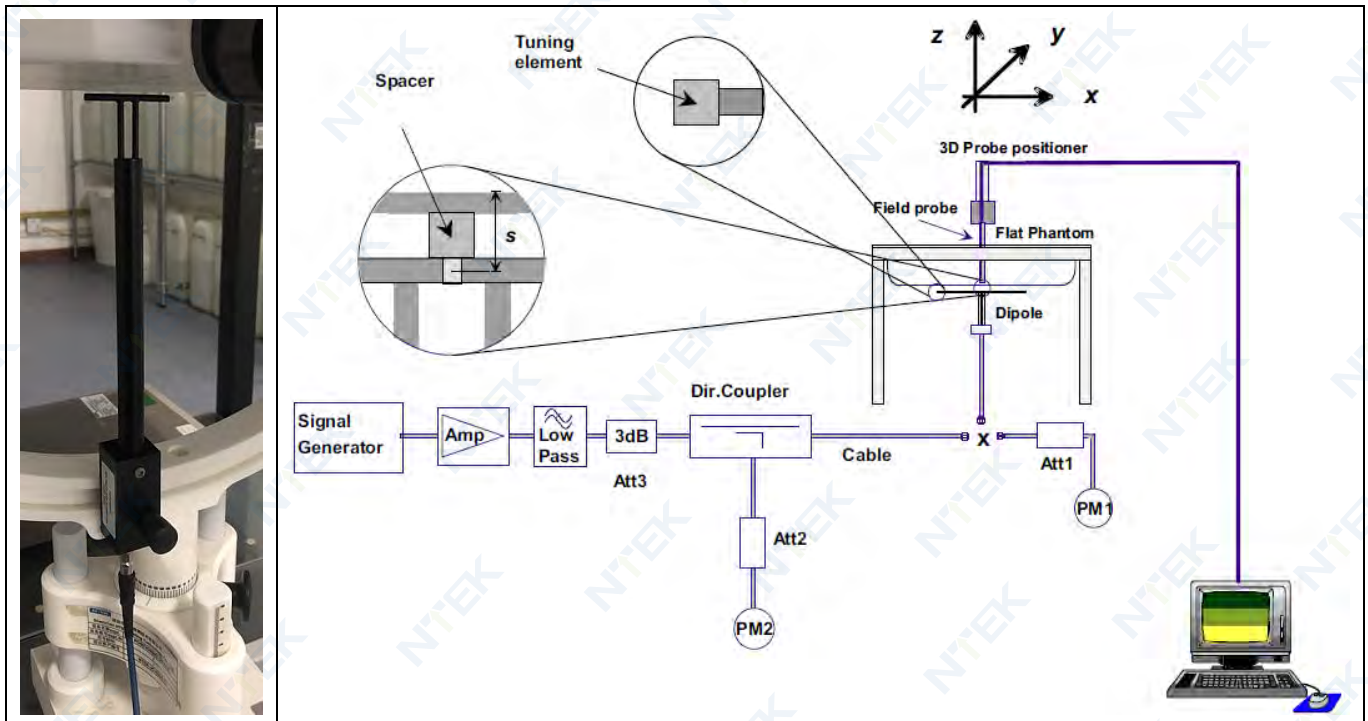 Tuning
element
Spacer
s
z
y
x
3D Probe positioner
Field probe
Flat Phantom
Dipole
Dir.Coupler
Signal
Generator
Amp
Low
Pass
3dB
Att3
Cable
x
Att1
PM1
Att2
PM2
NTEK